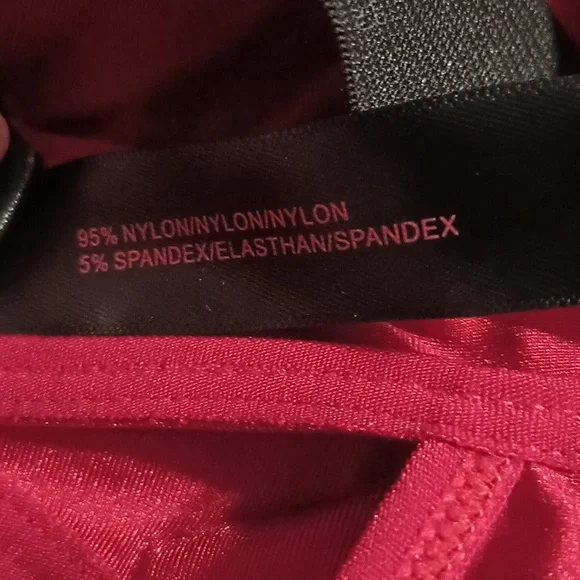 95% NYLON/NYLON/NYLON
5% SPANDEX/ELASTHAN/SPANDEX